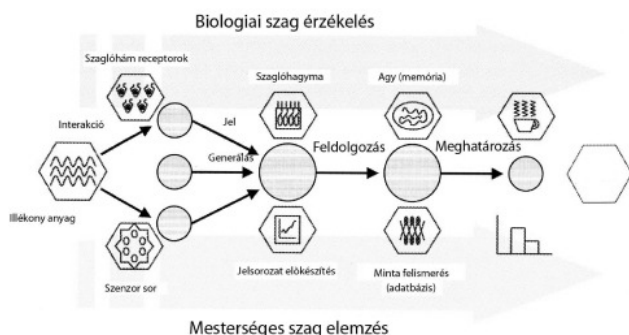 Biologiai szag érzékelés
Szaglóhám receptorok
Szaglóhagyma
Agy (memória)
Interakció
Jel
Generálás
Feldolgozás
Meghatározás
Illékony anyag
Szenzor sor
Jelsorozat előkészítés
Minta felismerés
(adatbázis)
Mesterséges szag elemzés